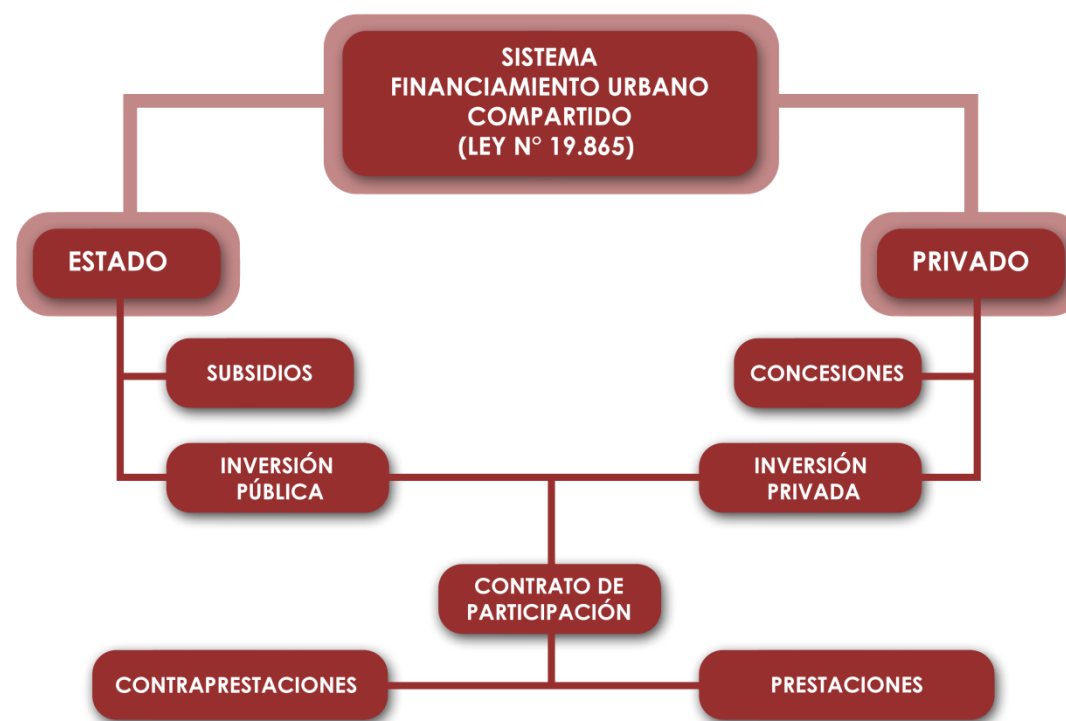 SISTEMA
FINANCIAMIENTO URBANO
COMPARTIDO
(LEY N° 19.865)
ESTADO
PRIVADO
SUBSIDIOS
CONCESIONES
INVERSIÓN
PÚBLICA
INVERSIÓN
PRIVADA
CONTRATO DE
PARTICIPACIÓN
CONTRAPRESTACIONES
PRESTACIONES